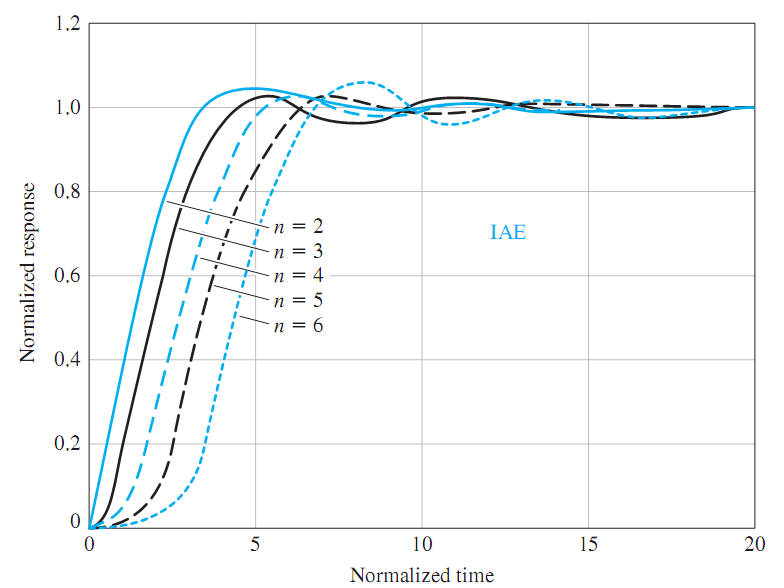 1.2
1.0
0.8
0.6
0.4
0.2
0
Normalized response
n = 2
n = 3
n = 4
n = 5
n = 6
IAE
0
5
10
15
20
Normalized time